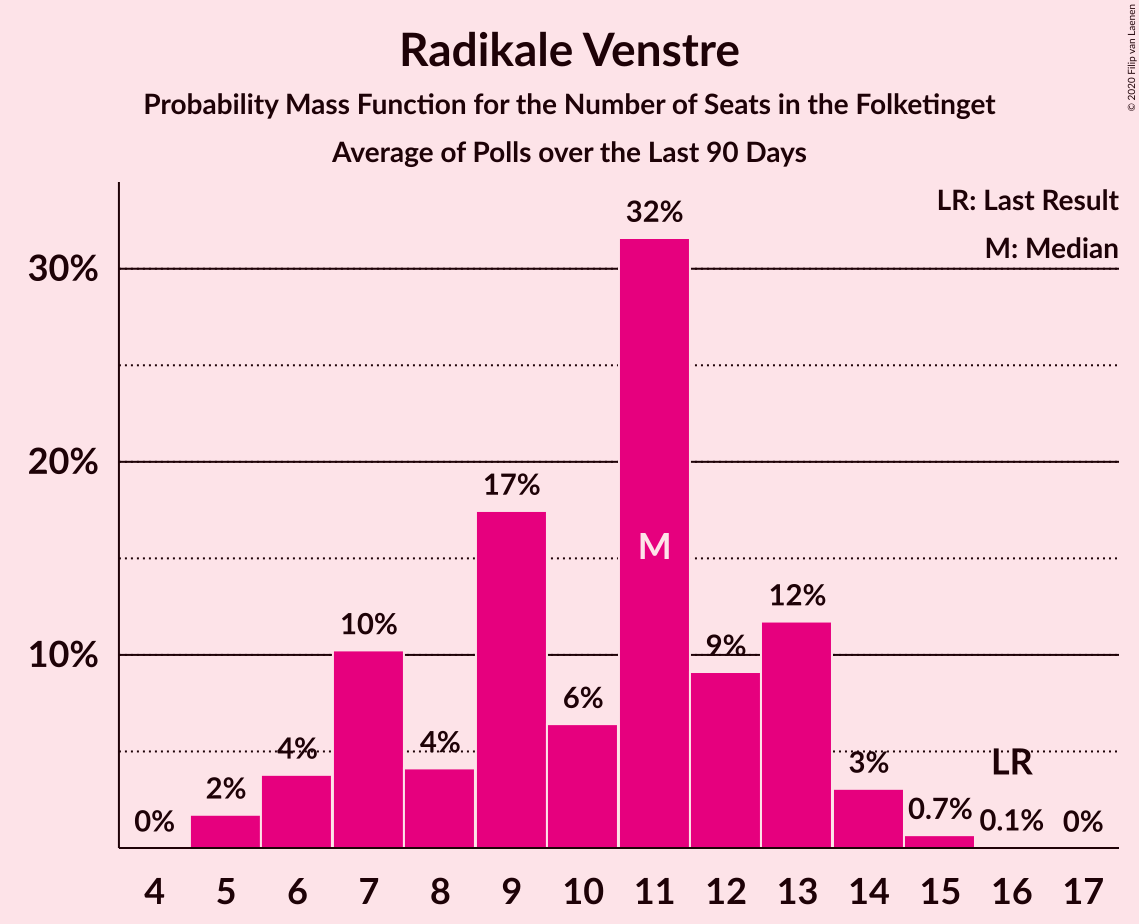 Radikale Venstre
Probability Mass Function for the Number of Seats in the Folketinget
Average of Polls over the Last 90 Days
© 2020 Filip van Laenen
LR: Last Result
M: Median
30%
20%
10%
0%
2%
4%
10%
4%
17%
6%
32%
M
9%
12%
3%
0.7%
LR
0.1%
0%
4 5 6 7 8 9 10 11 12 13 14 15 16 17